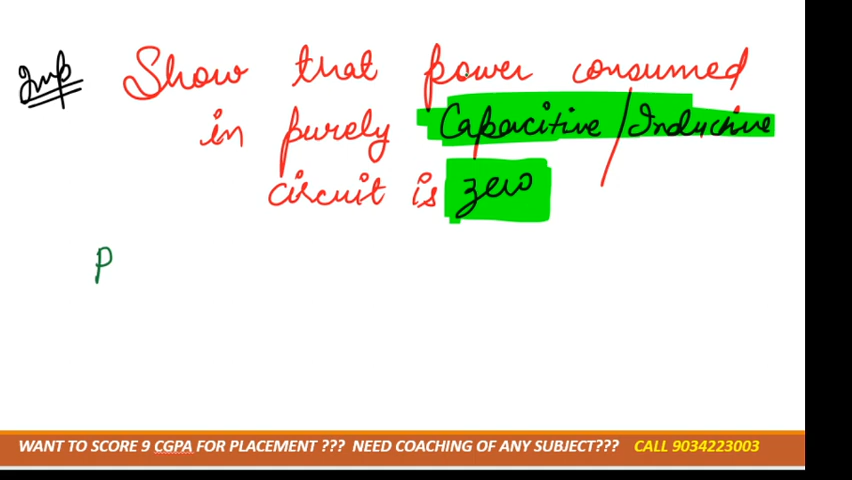 Imp Show that power consumed
in purely Capacitive / Inductive
circuit is zero
P
WANT TO SCORE 9 CGPA FOR PLACEMENT ??? NEED COACHING OF ANY SUBJECT??? CALL 9034223003